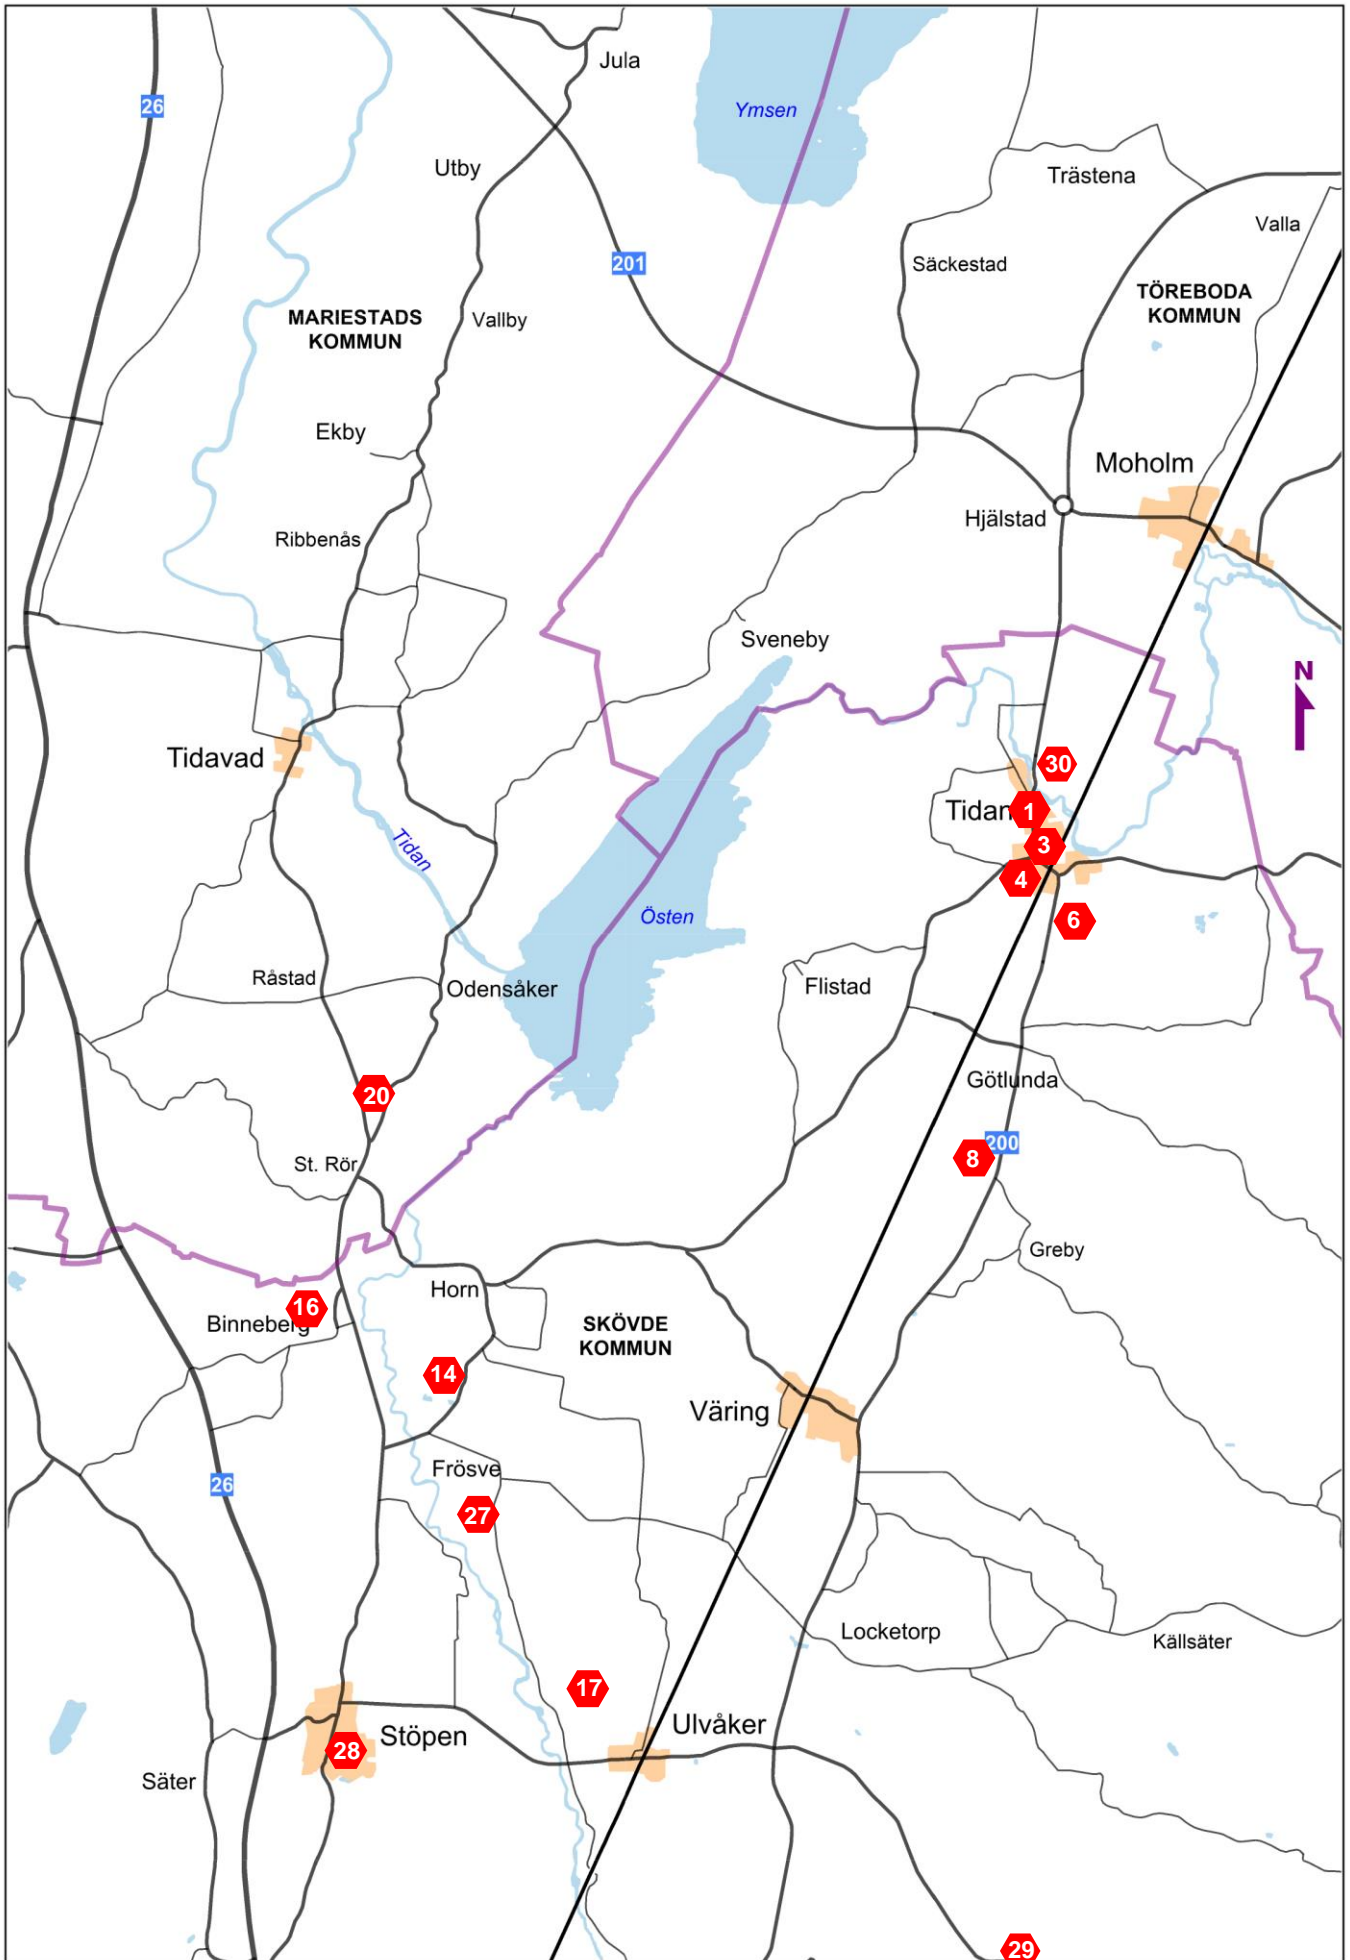 Jula
26
Ymsen
Utby
Trästena
Valla
201
Säckestad
TÖREBODA
KOMMUN
MARIESTADS
KOMMUN
Vallby
Ekby
Moholm
Hjälstad
Ribbenås
Sveneby
N
Tidavad
30
Tidan
1
3
Tidan
4
Östen
6
Råstad
Odensåker
Flistad
Götlunda
20
200
8
St. Rör
Greby
Horn
16
Binneberg
SKÖVDE
KOMMUN
14
Väring
Frösve
26
27
Locketorp
Källsäter
17
Ulvåker
Stöpen
28
Säter
29